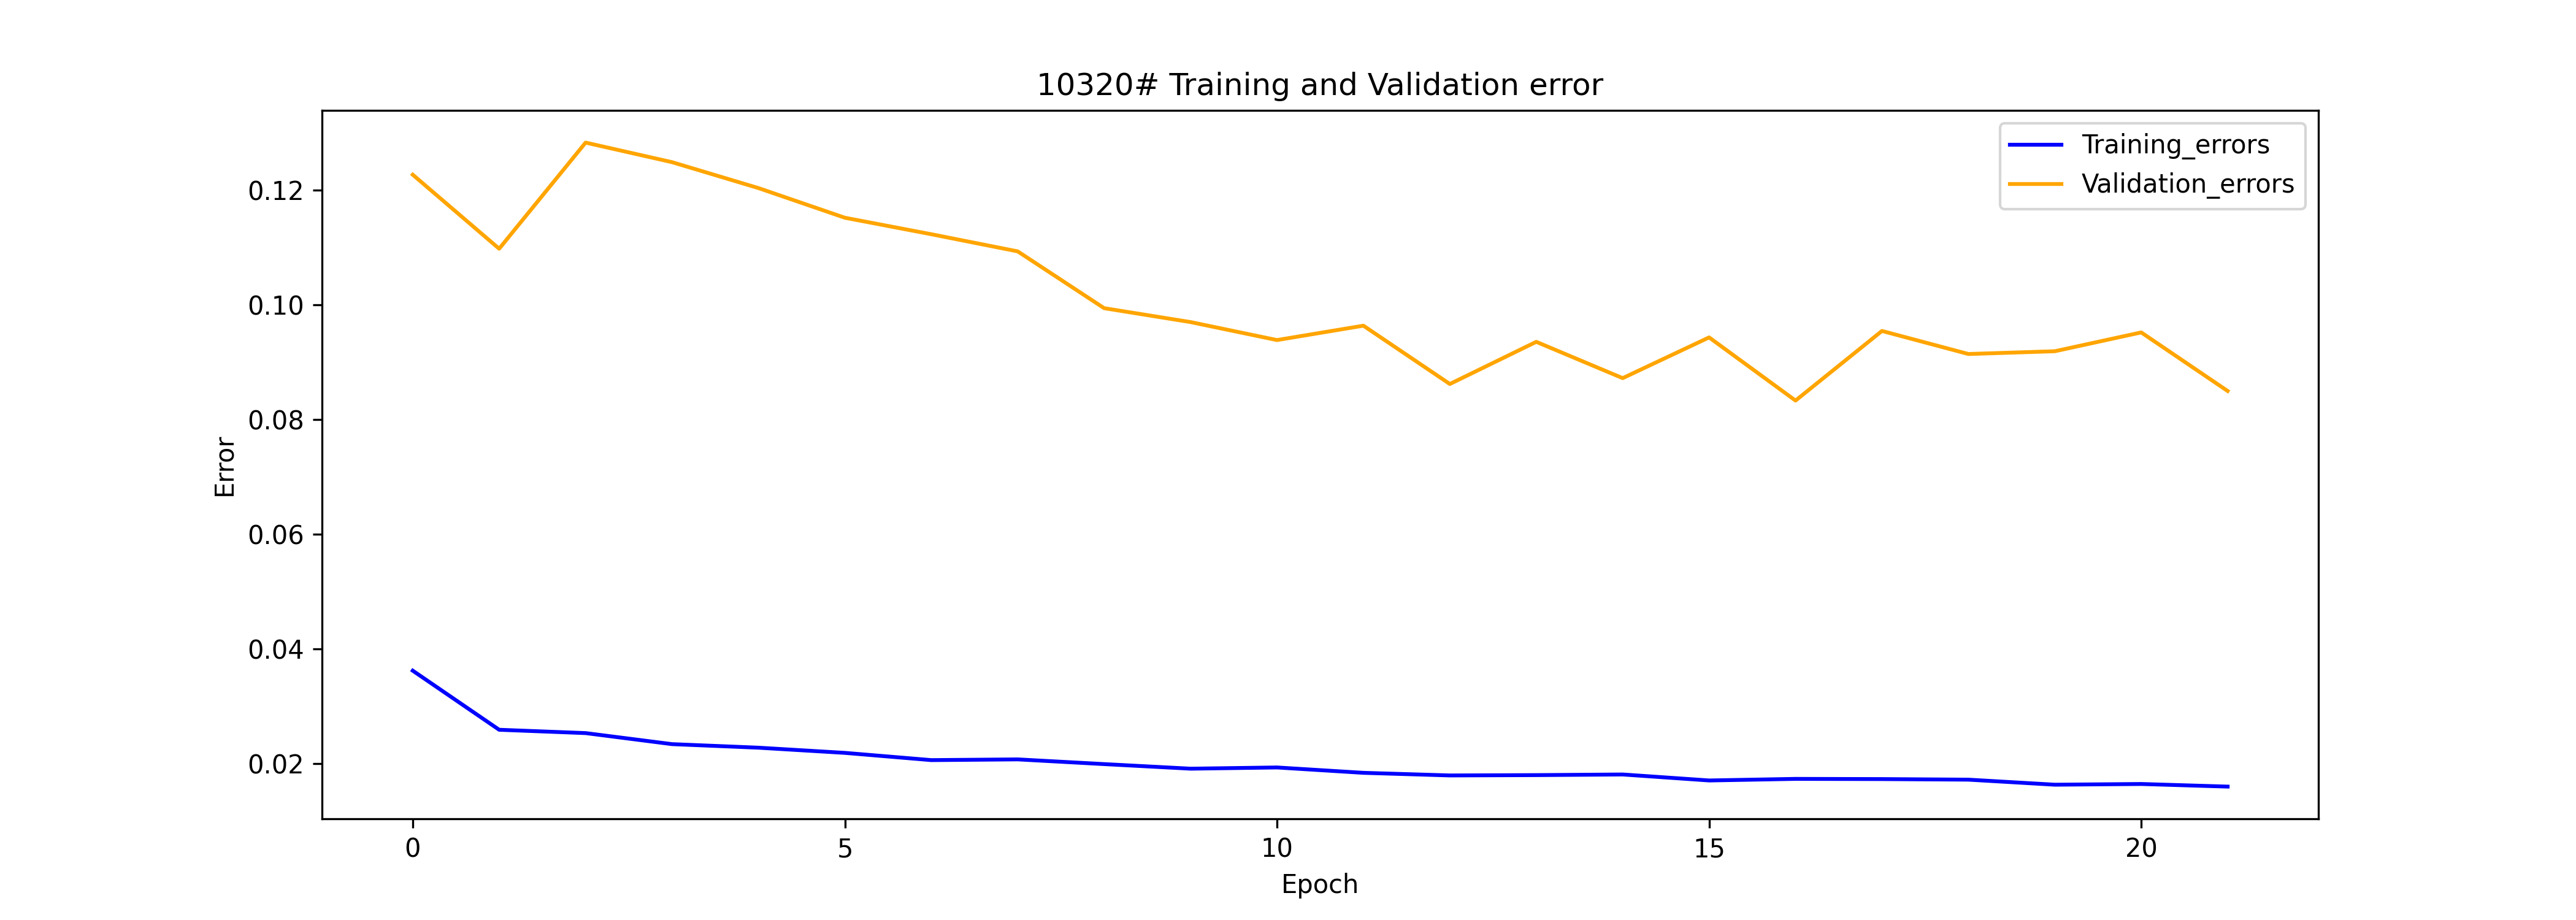 10320# Training and Validation error
Training_errors
Validation_errors
0.12
0.10
0.08
0.06
0.04
0.02
Error
0
5
10
15
20
Epoch